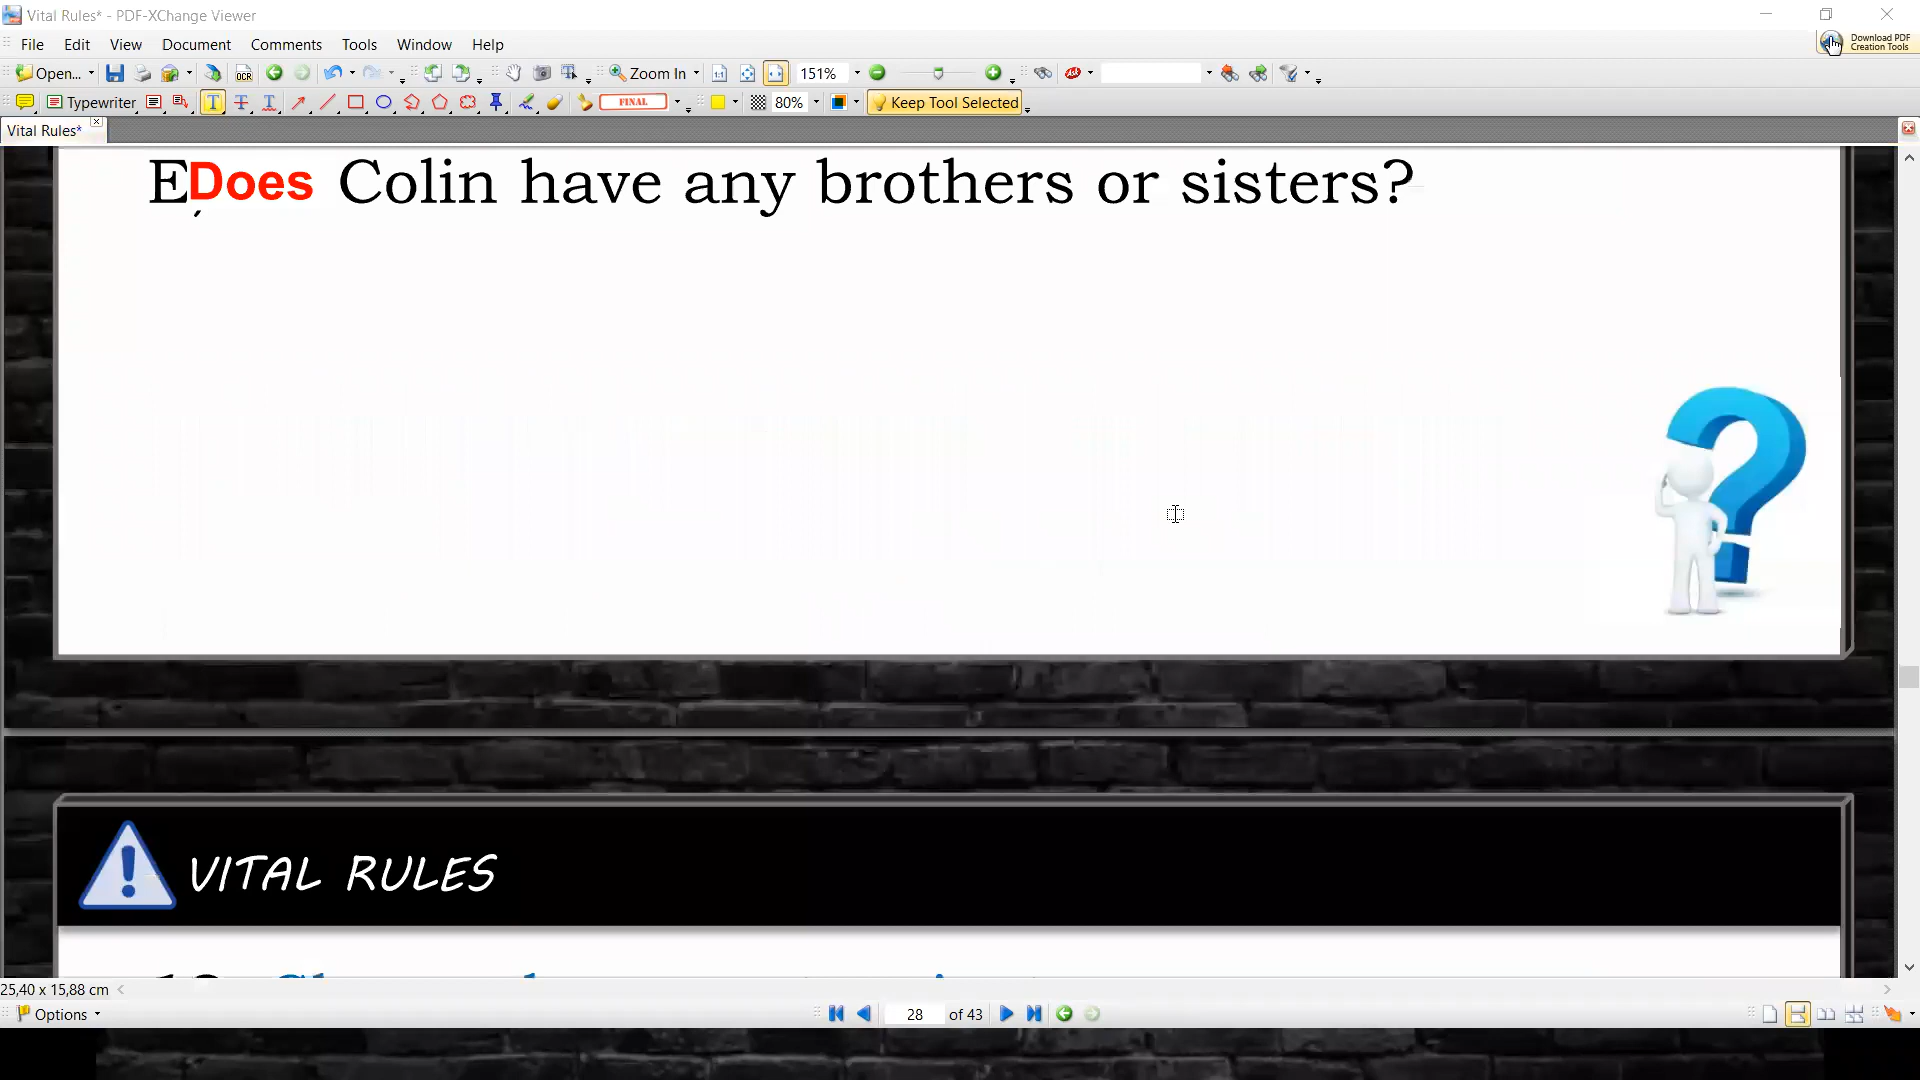 Vital Rules* - PDF-XChange Viewer
File Edit View Document Comments Tools Window Help
Download PDF
Creation Tools
Open... OCR Zoom In 151%
Typewriter FINAL 80% Keep Tool Selected
Vital Rules*
E, Does Colin have any brothers or sisters?
VITAL RULES
25,40 x 15,88 cm
Options 28 of 43